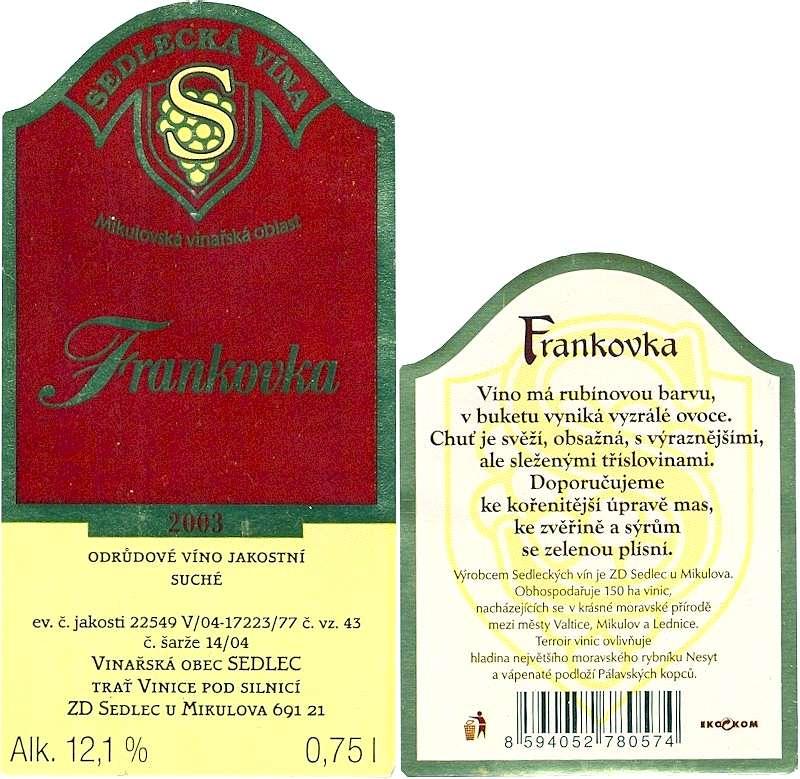 SEDLECKÁ VÍNA
S
Mikulovská vinařská oblast
Frankovka
2003
ODRŮDOVÉ VÍNO JAKOSTNÍ
SUCHÉ
ev. č. jakosti 22549 V/04-17223/77 č. vz. 43
č. šarže 14/04
VINAŘSKÁ OBEC SEDLEC
TRAŤ VINICE POD SILNICÍ
ZD SEDLEC U MIKULOVA 691 21
Alk. 12,1 % 0,75 l
Frankovka
Víno má rubínovou barvu,
v buketu vyniká vyzrálé ovoce.
Chuť je svěží, obsažná, s výraznějšími,
ale sleženými tříslovinami.
Doporučujeme
ke kořenitější úpravě mas,
ke zvěřině a sýrům
se zelenou plísní.
Výrobcem Sedleckých vín je ZD Sedlec u Mikulova.
Obhospodařuje 150 ha vinic,
nacházejících se v krásné moravské přírodě
mezi městy Valtice, Mikulov a Lednice.
Terroir vinic ovlivňuje
hladina největšího moravského rybníku Nesyt
a vápenaté podloží Pálavských kopců.
EKO KOM
8 594052 780574